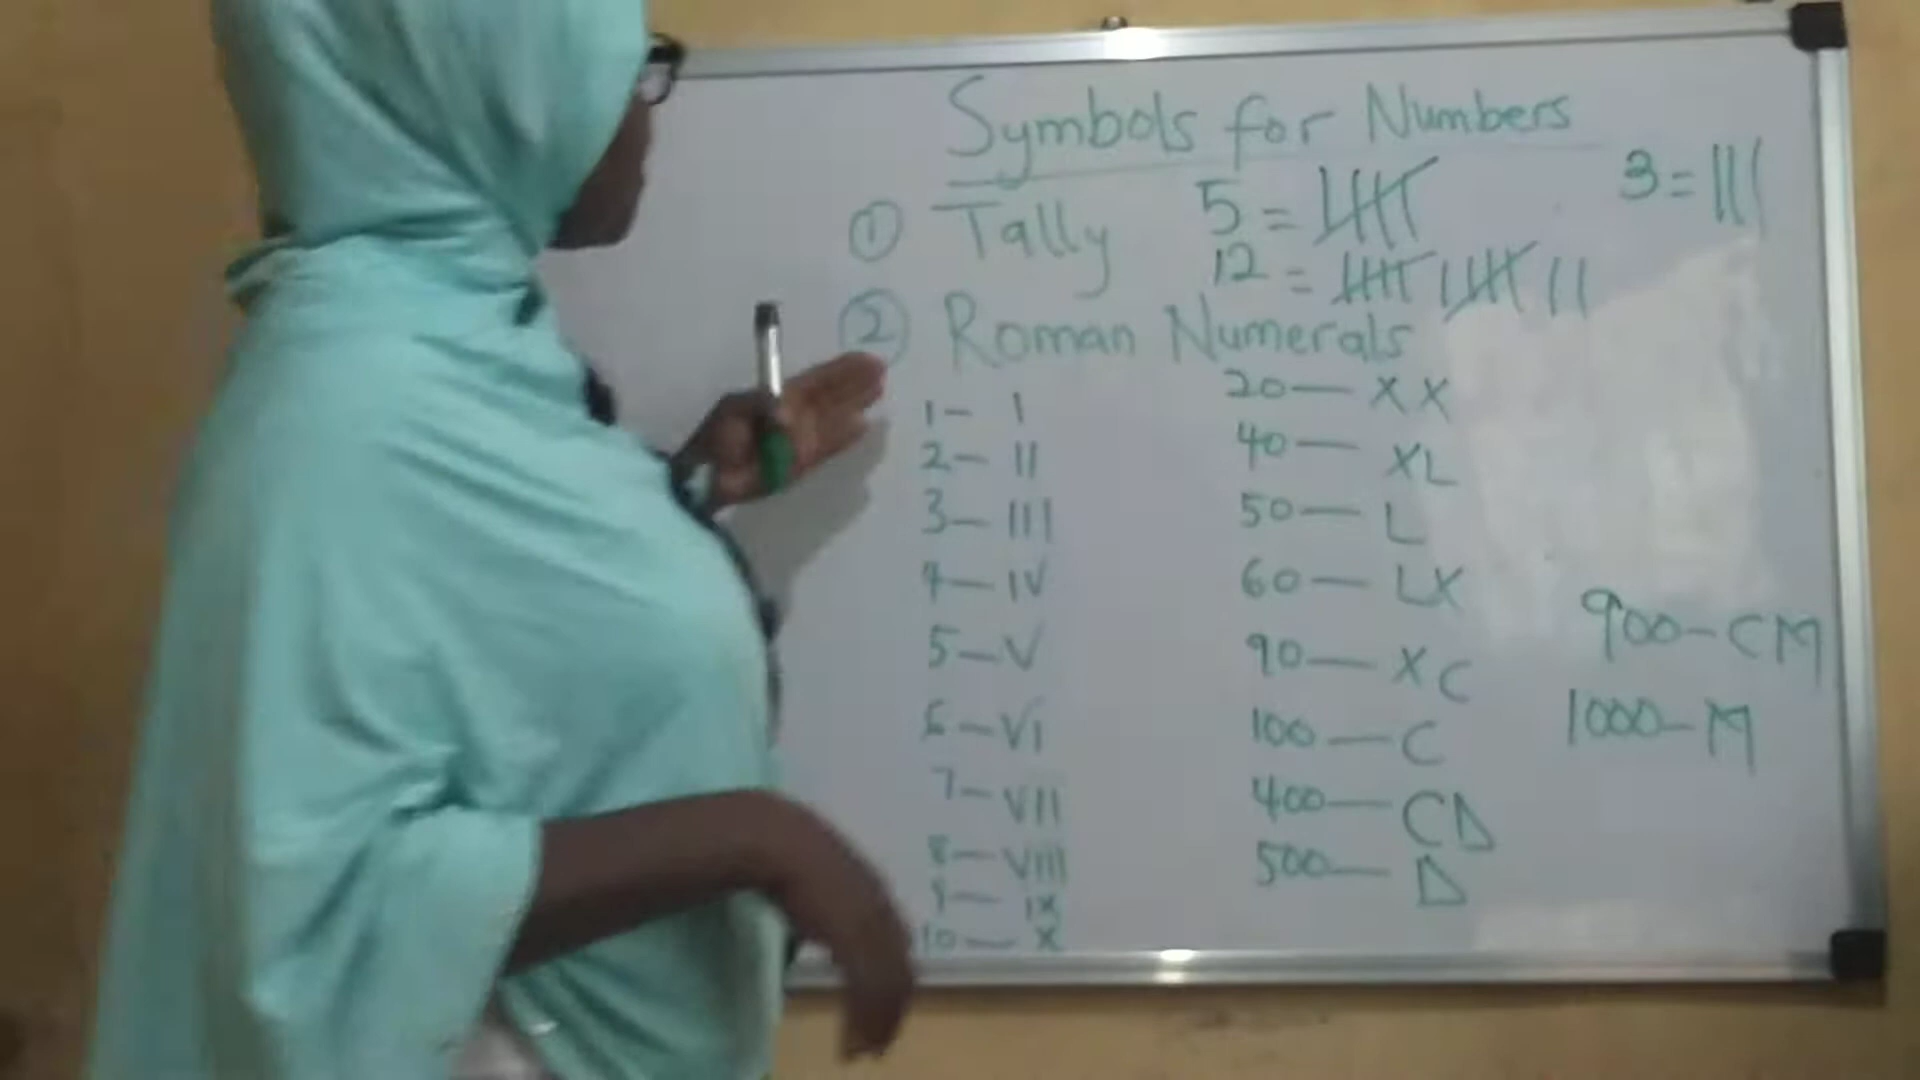 Symbols for Numbers
① Tally 5 = 𝍸 3 = |||
12 = 𝍸 𝍸 ||
② Roman Numerals
1 – I
2 – II
3 – III
4 – IV
5 – V
6 – VI
7 – VII
8 – VIII
9 – IX
10 – X
20 — XX
40 — XL
50 — L
60 — LX
90 — XC
100 — C
400 — CD
500 — D
900 – CM
1000 – M